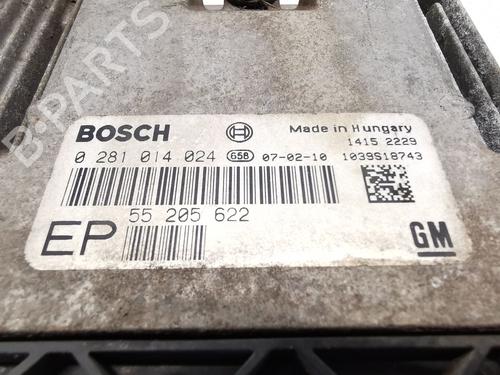 B-PARTS
BOSCH
Made in Hungary
1415 2229
0 281 014 024 658 07-02-10 1039S18743
55 205 622
EP
GM